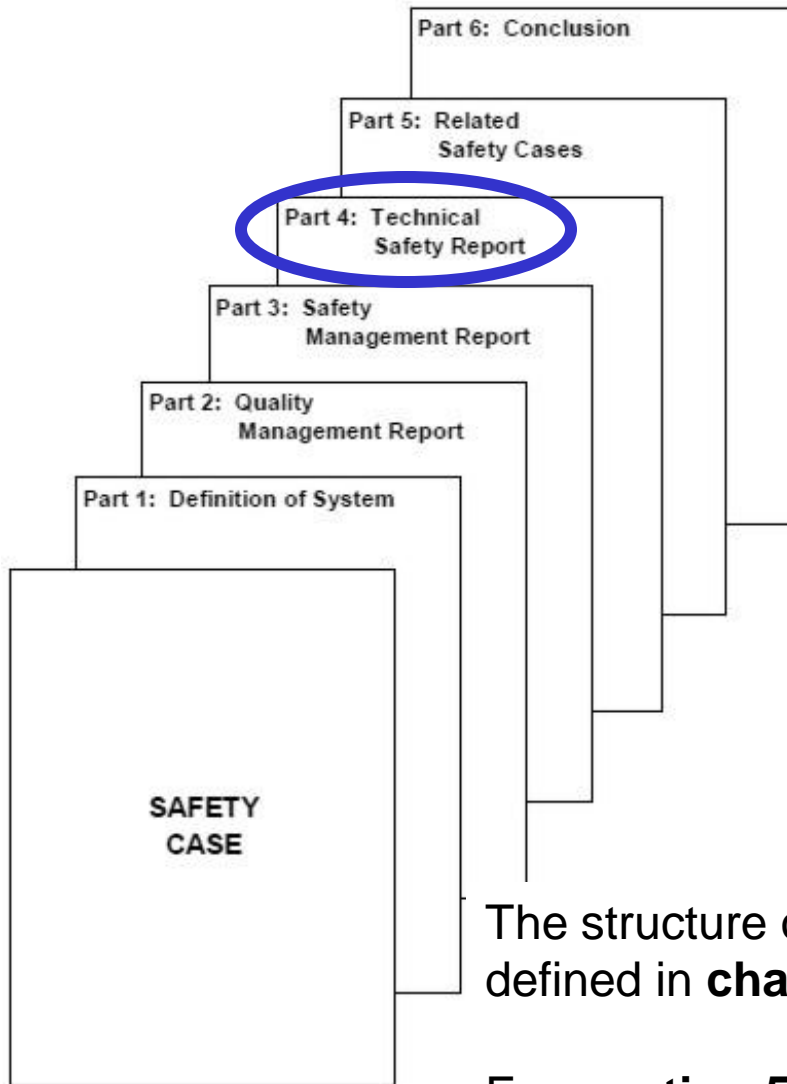 Part 6: Conclusion
Part 5: Related
Safety Cases
Part 4: Technical
Safety Report
Part 3: Safety
Management Report
Part 2: Quality
Management Report
Part 1: Definition of System
SAFETY
CASE
The structure
defined in